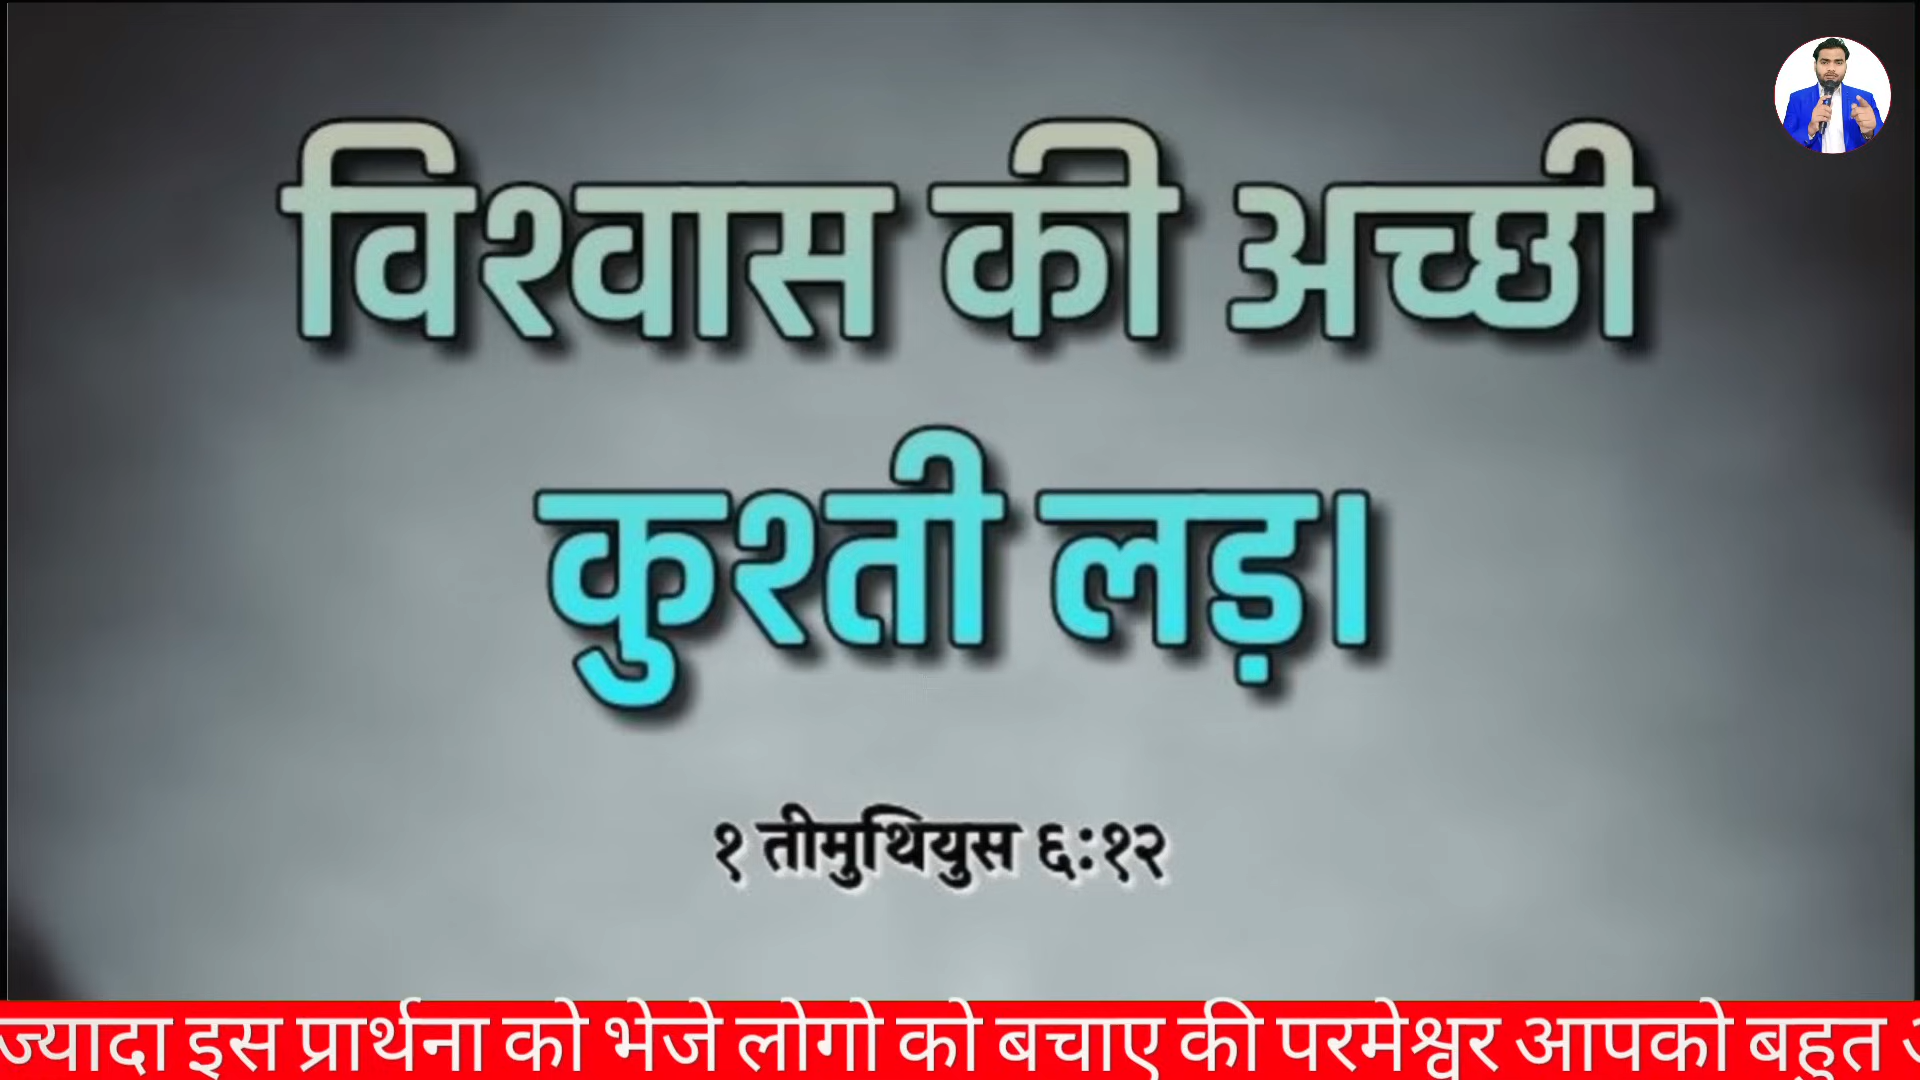 विश्वास की अच्छी
कुश्ती लड़।
१ तीमुथियुस ६:१२
ज्यादा इस प्रार्थना को भेजे लोगो को बचाए की परमेश्वर आपको बहुत